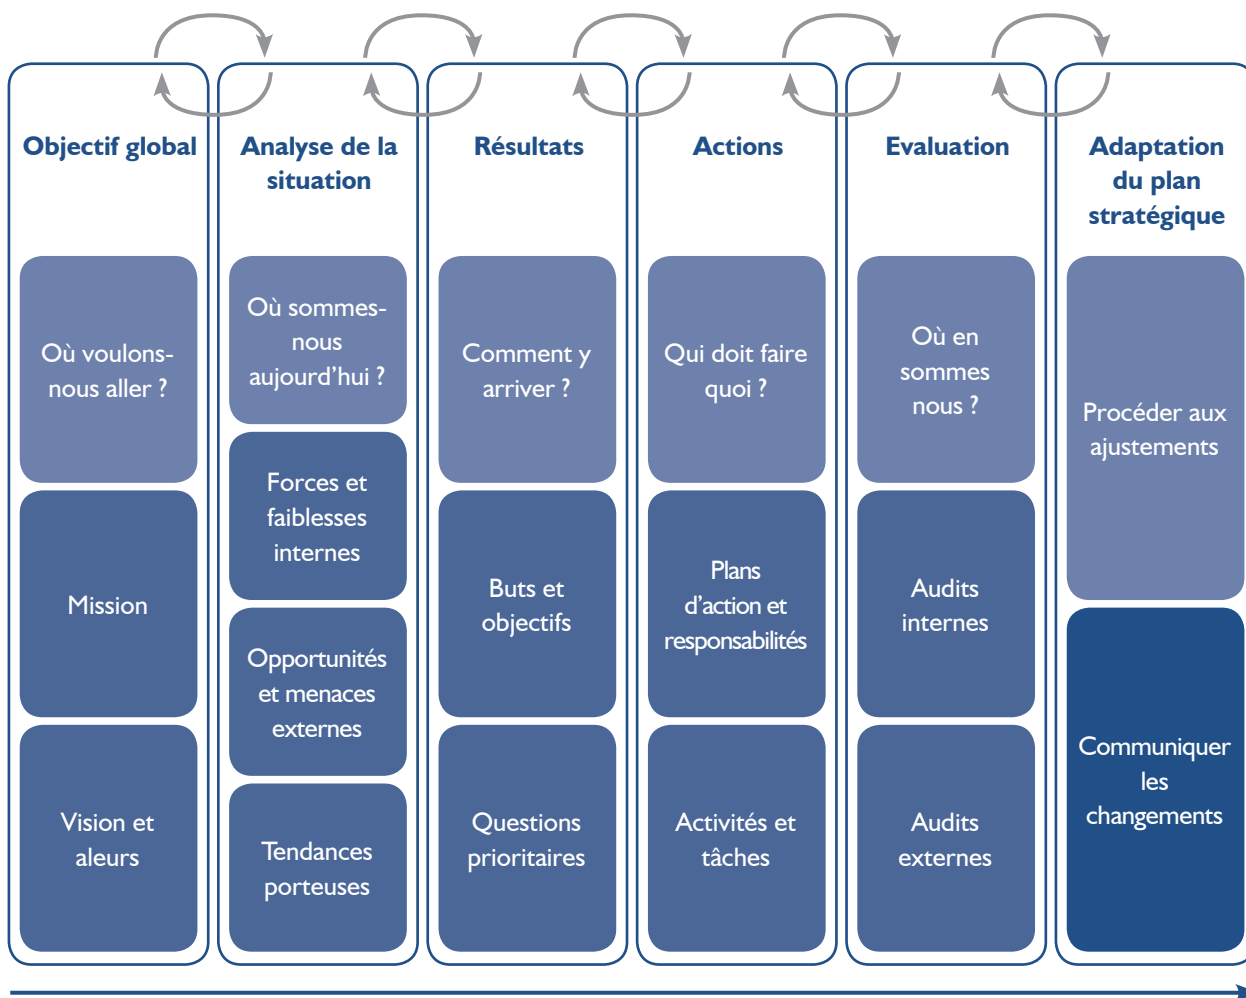 Objectif global
Où voulons-
nous aller ?
Mission
Vision et
aleurs
Analyse de la
situation
Où sommes-
nous
aujourd'hui ?
Forces et
faiblesses
internes
Opportunités
et menaces
externes
Tendances
porteuses
Résultats
Comment y
arriver ?
Buts et
objectifs
Questions
prioritaires
Actions
Qui doit faire
quoi ?
Plans
d'action et
responsabilités
Activités et
tâches
Evaluation
Où en
sommes
nous ?
Audits
internes
Audits
externes
Adaptation
du plan
stratégique
Procéder aux
ajustements
Communiquer
les
changements